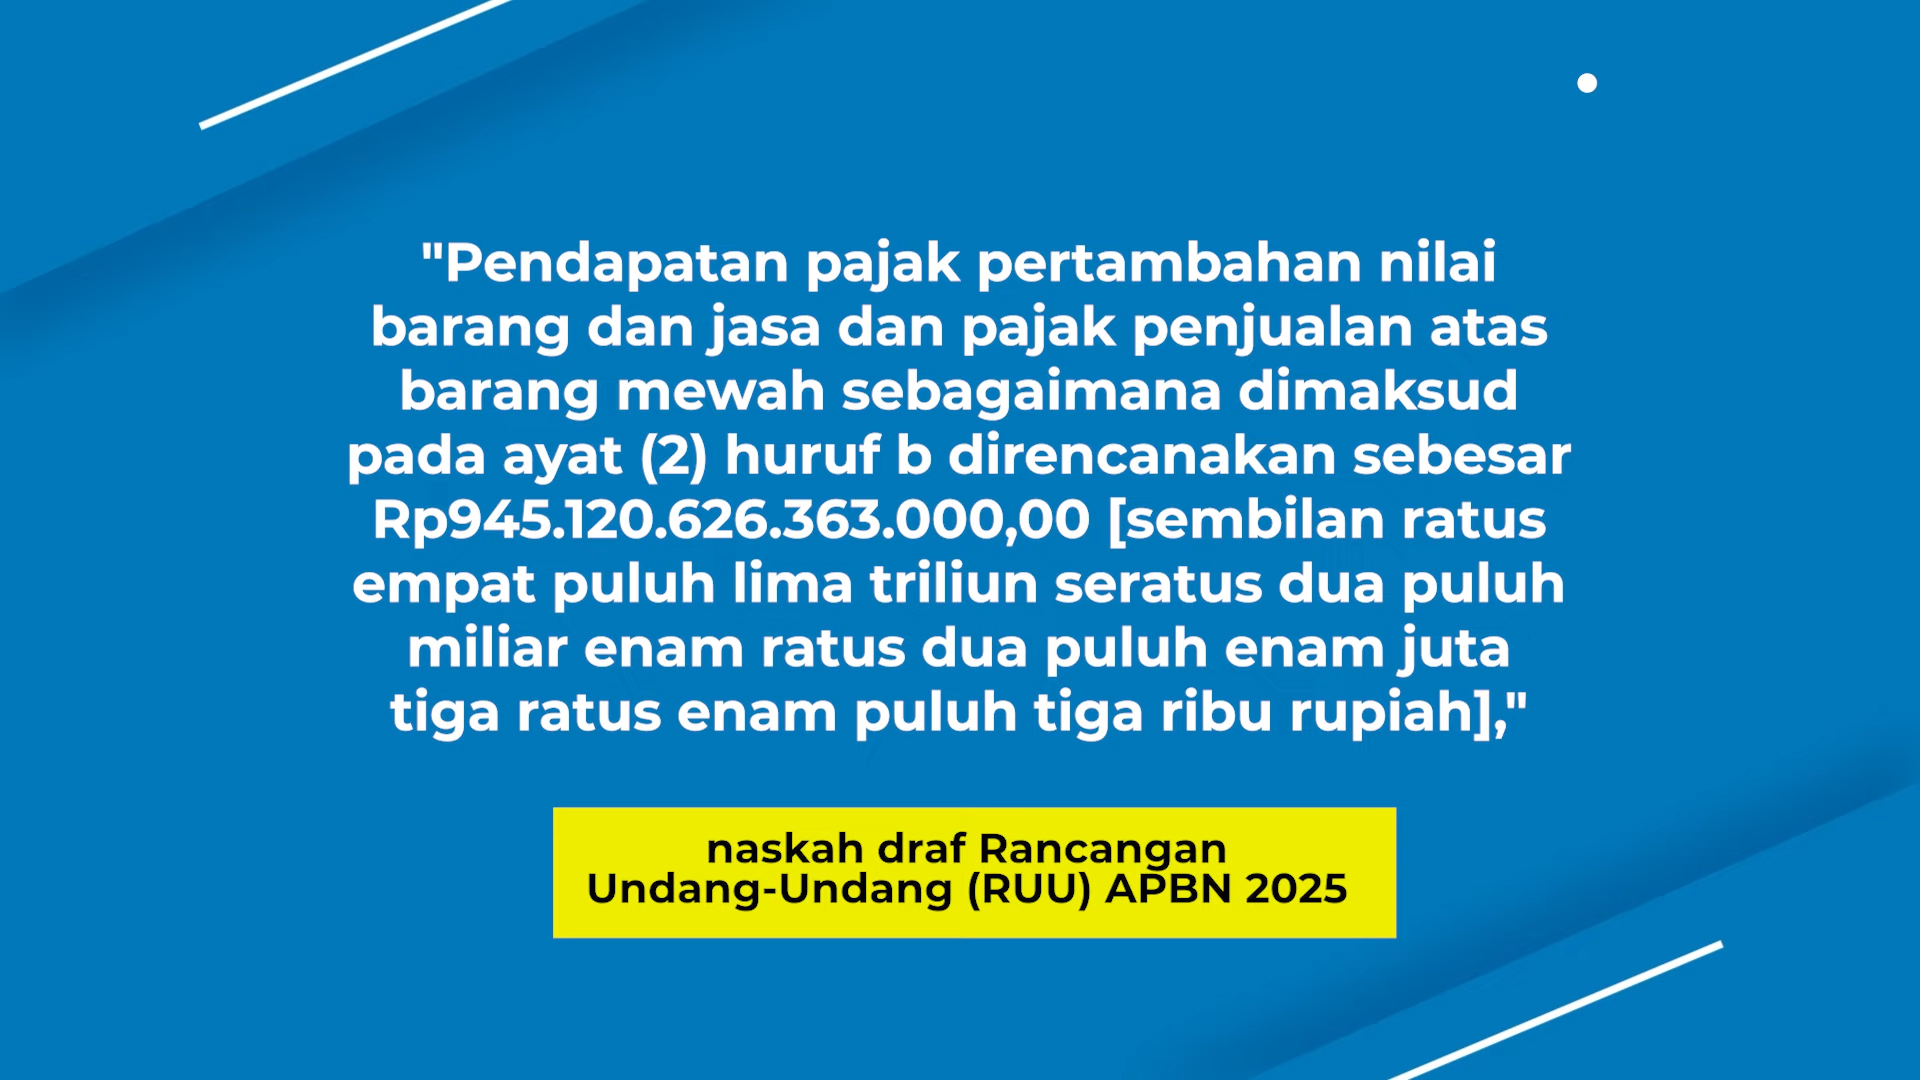 "Pendapatan pajak pertambahan nilai
barang dan jasa dan pajak penjualan atas
barang mewah sebagaimana dimaksud
pada ayat (2) huruf b direncanakan sebesar
Rp945.120.626.363.000,00 [sembilan ratus
empat puluh lima triliun seratus dua puluh
miliar enam ratus dua puluh enam juta
tiga ratus enam puluh tiga ribu rupiah],"
naskah draf Rancangan
Undang-Undang (RUU) APBN 2025